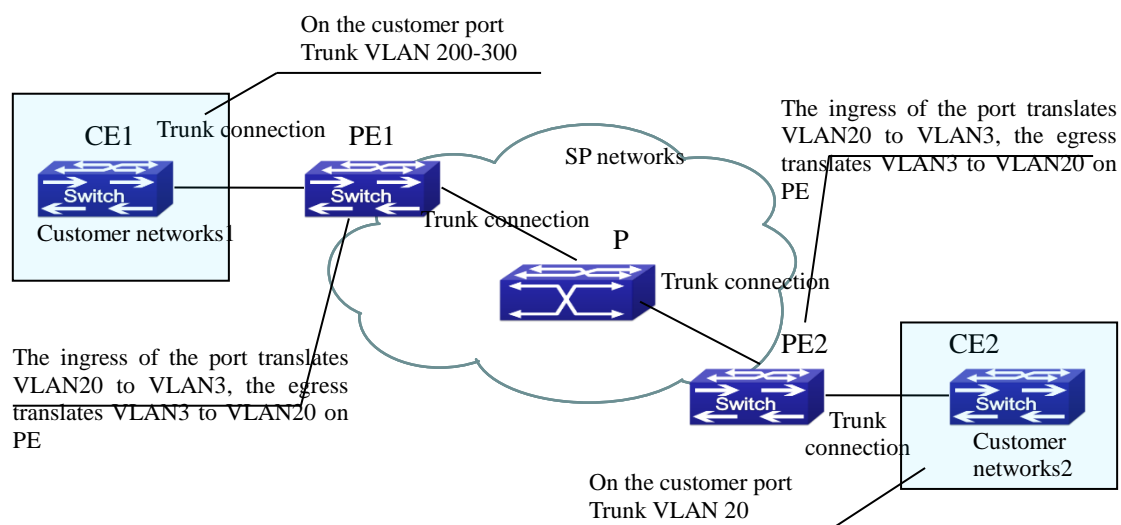 On the customer port
Trunk VLAN 200-300
CE1
Trunk connection
PE1
SP networks
The ingress of the port translates
VLAN20 to VLAN3, the egress
translates VLAN3 to VLAN20 on
PE
Switch
Switch
Customer networks1
Trunk connection
P
Trunk connection
The ingress of the port translates
VLAN20 to VLAN3, the egress
translates VLAN3 to VLAN20 on
PE
PE2
CE2
Switch
Switch
Trunk
connection
Customer
networks2
On the customer port
Trunk VLAN 20